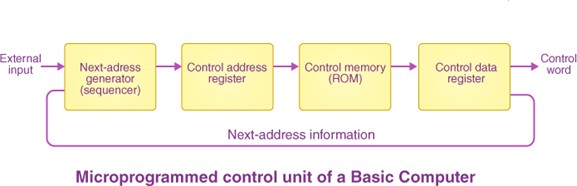 External
input
Next-adress
generator
(sequencer)
Control address
register
Control memory
(ROM)
Control data
register
Control
word
Next-address information
Microprogrammed control unit of a Basic Computer